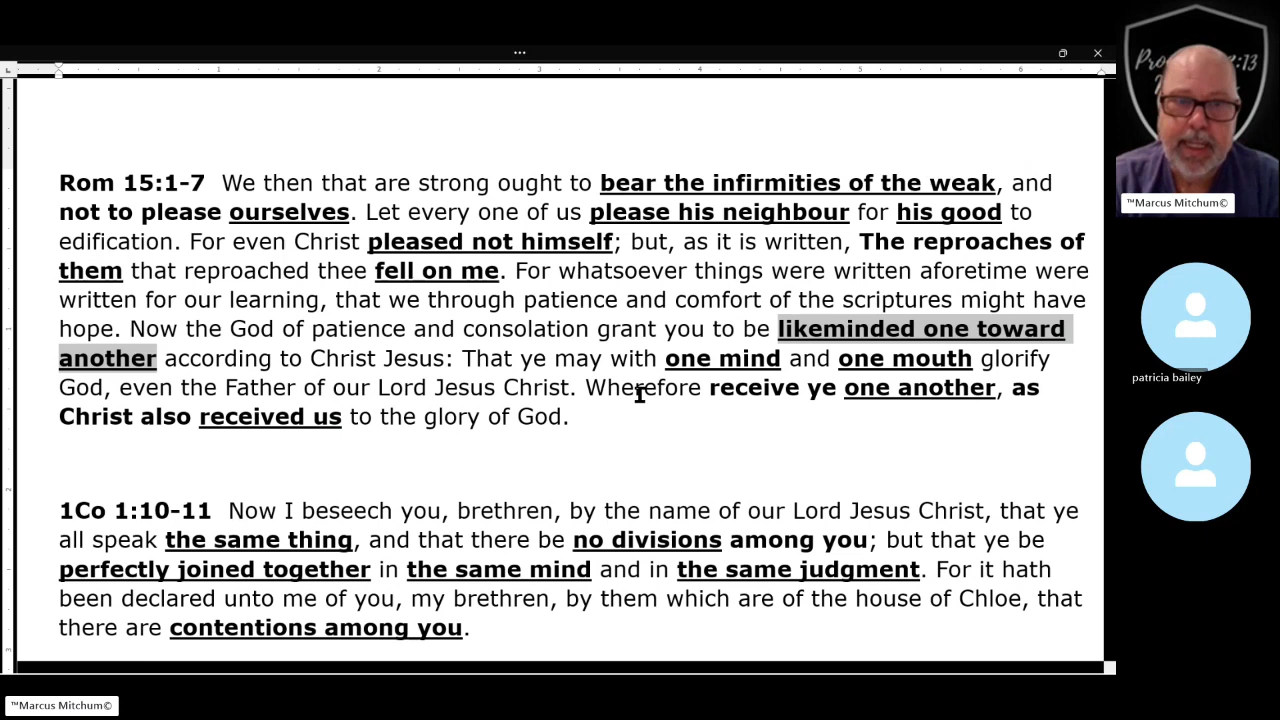 Rom 15:1-7 We then that are strong ought to bear the infirmities of the weak, and
not to please ourselves. Let every one of us please his neighbour for his good to
edification. For even Christ pleased not himself; but, as it is written, The reproaches of
them that reproached thee fell on me. For whatsoever things were written aforetime were
written for our learning, that we through patience and comfort of the scriptures might have
hope. Now the God of patience and consolation grant you to be likeminded one toward
another according to Christ Jesus: That ye may with one mind and one mouth glorify
God, even the Father of our Lord Jesus Christ. Wherefore receive ye one another, as
Christ also received us to the glory of God.
1Co 1:10-11 Now I beseech you, brethren, by the name of our Lord Jesus Christ, that ye
all speak the same thing, and that there be no divisions among you; but that ye be
perfectly joined together in the same mind and in the same judgment. For it hath
been declared unto me of you, my brethren, by them which are of the house of Chloe, that
there are contentions among you.
1
2
3
4
5
6
1
2
3
:13
™Marcus Mitchum©
patricia bailey
™Marcus Mitchum©